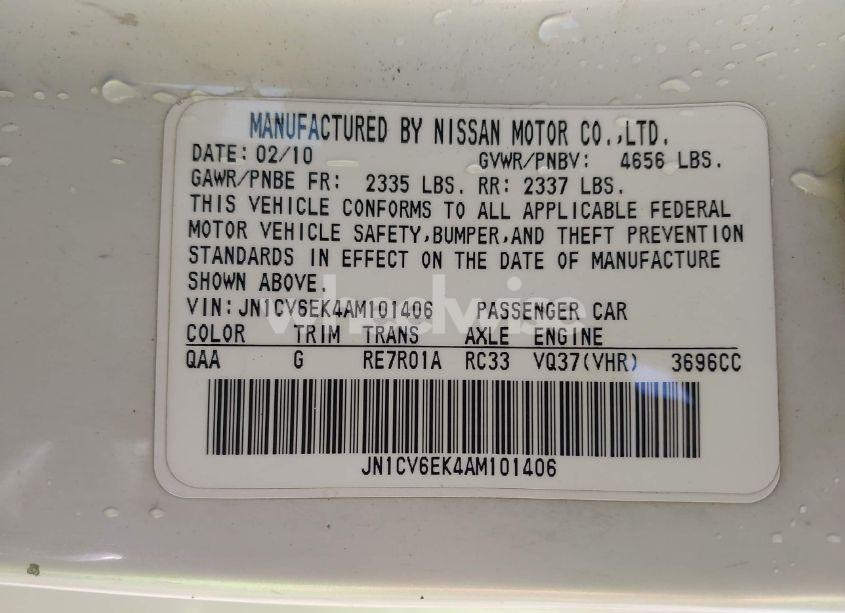 MANUFACTURED BY NISSAN MOTOR CO.,LTD.
DATE: 02/10 GVWR/PNBV: 4656 LBS.
GAWR/PNBE FR: 2335 LBS. RR: 2337 LBS.
THIS VEHICLE CONFORMS TO ALL APPLICABLE FEDERAL
MOTOR VEHICLE SAFETY,BUMPER,AND THEFT PREVENTION
STANDARDS IN EFFECT ON THE DATE OF MANUFACTURE
SHOWN ABOVE.
VIN:JN1CV6EK4AM101406 PASSENGER CAR
wheelwise
COLOR TRIM TRANS AXLE ENGINE
QAA G RE7R01A RC33 VQ37(VHR) 3696CC
JN1CV6EK4AM101406